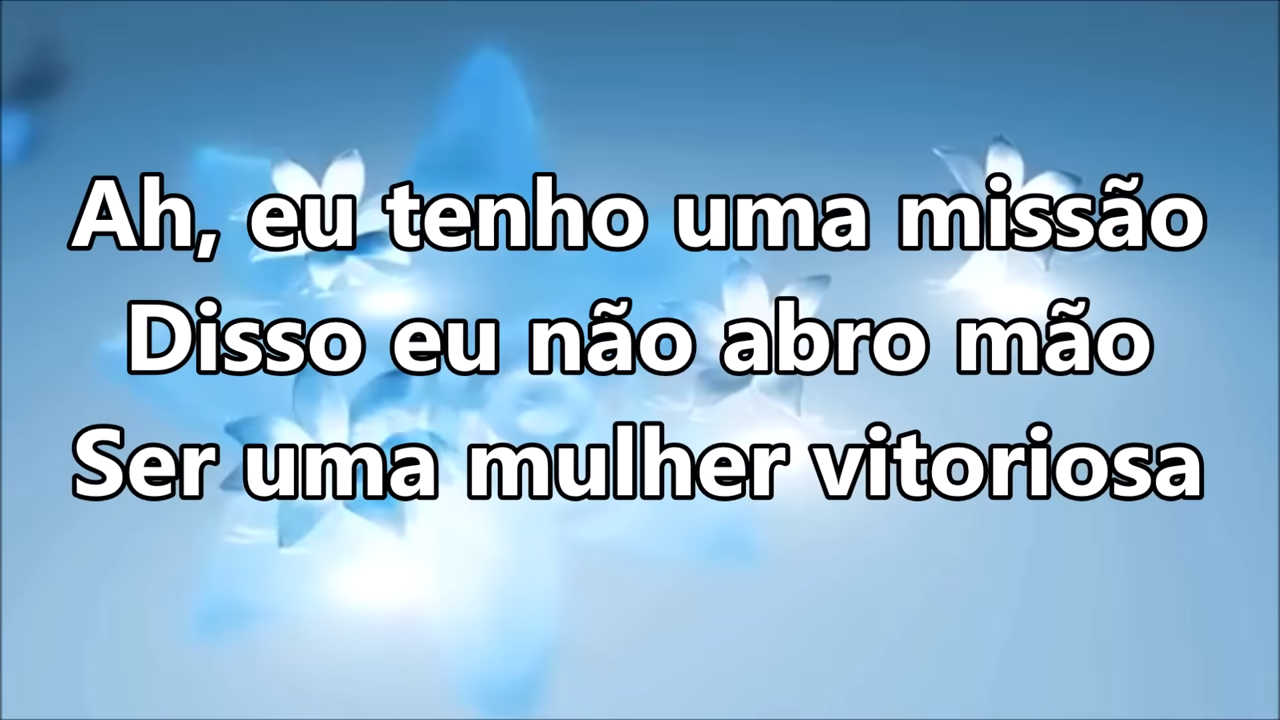 Ah, eu tenho uma missão
Disso eu não abro mão
Ser uma mulher vitoriosa